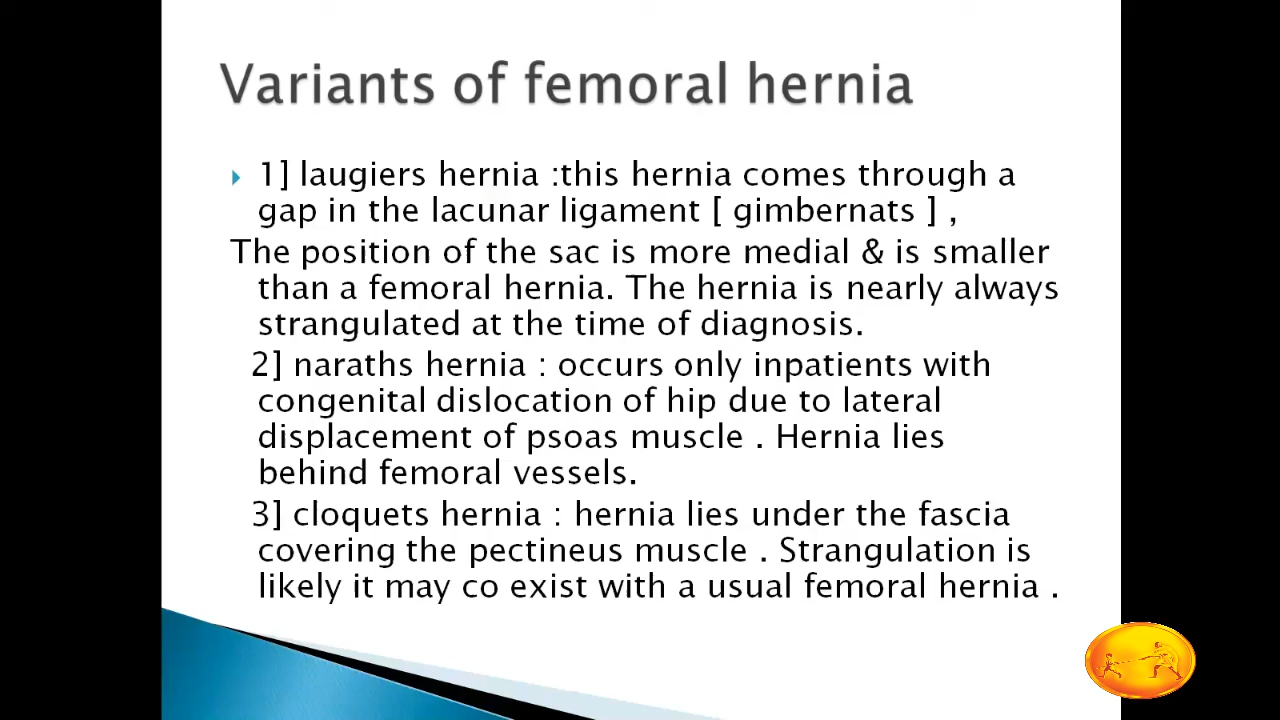 Variants of femoral hernia
1] laugiers hernia :this hernia comes through a
gap in the lacunar ligament [ gimbernats ] ,
The position of the sac is more medial & is smaller
than a femoral hernia. The hernia is nearly always
strangulated at the time of diagnosis.
2] naraths hernia : occurs only inpatients with
congenital dislocation of hip due to lateral
displacement of psoas muscle . Hernia lies
behind femoral vessels.
3] cloquets hernia : hernia lies under the fascia
covering the pectineus muscle . Strangulation is
likely it may co exist with a usual femoral hernia .